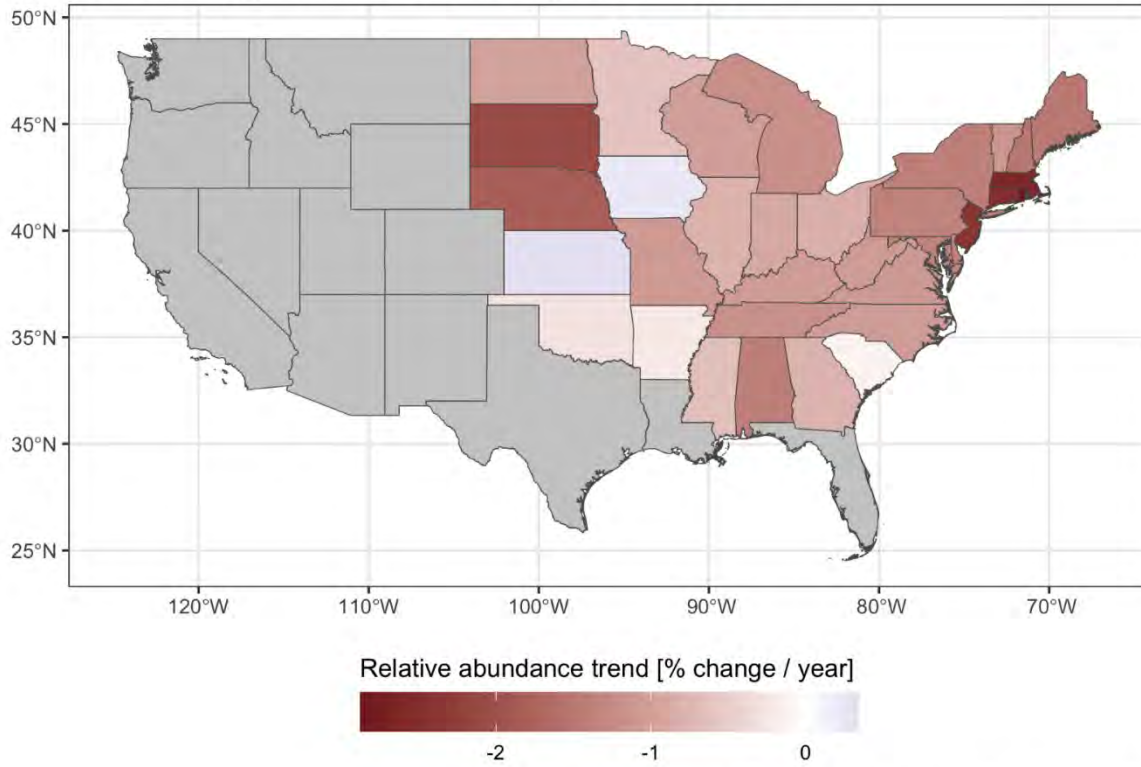 50°N
45°N
40°N
35°N
30°N
25°N
120°W 110°W 100°W 90°W 80°W 70°W
Relative abundance trend [% change / year]
-2 -1 0